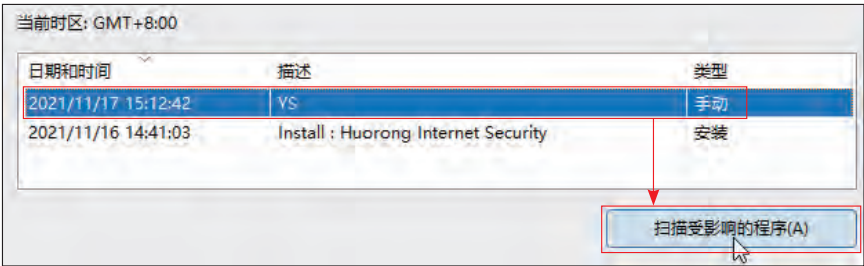 当前时区: GMT+8:00
日期和时间 描述 类型
2021/11/17 15:12:42 YS 手动
2021/11/16 14:41:03 Install : Huorong Internet Security 安装
扫描受影响的程序(A)